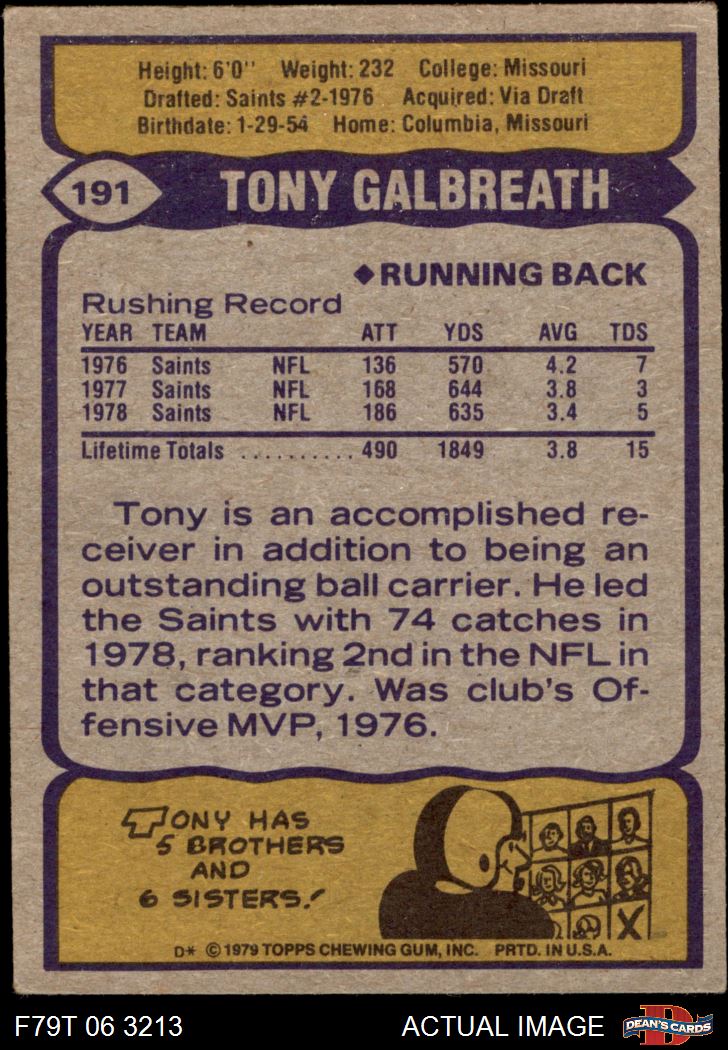 Height: 6'0" Weight: 232 College: Missouri
Drafted: Saints #2-1976 Acquired: Via Draft
Birthdate: 1-29-54 Home: Columbia, Missouri
191 TONY GALBREATH
◆RUNNING BACK
Rushing Record
YEAR TEAM ATT YDS AVG TDS
1976 Saints NFL 136 570 4.2 7
1977 Saints NFL 168 644 3.8 3
1978 Saints NFL 186 635 3.4 5
Lifetime Totals .......... 490 1849 3.8 15
Tony is an accomplished re-
ceiver in addition to being an
outstanding ball carrier. He led
the Saints with 74 catches in
1978, ranking 2nd in the NFL in
that category. Was club's Of-
fensive MVP, 1976.
TONY HAS
5 BROTHERS
AND
6 SISTERS!
X
D* © 1979 TOPPS CHEWING GUM, INC. PRTD. IN U.S.A.
F79T 06 3213 ACTUAL IMAGE D DEAN'S CARDS